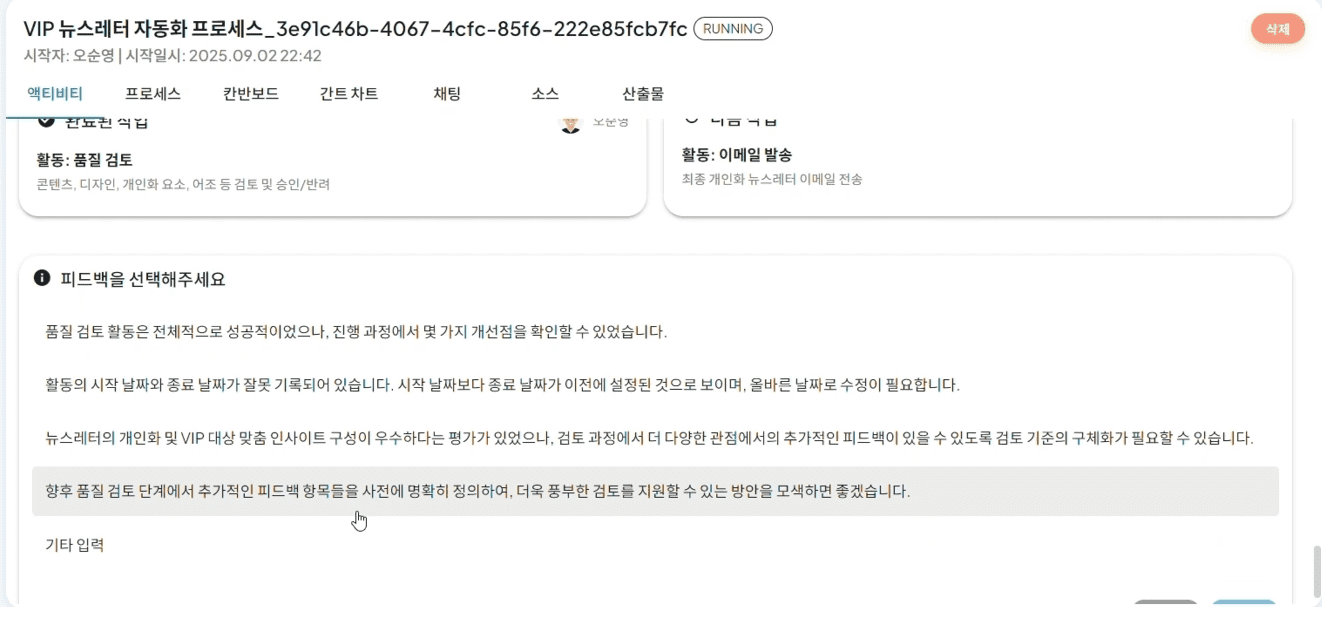 VIP 뉴스레터 자동화 프로세스_3e91c46b-4067-4cfc-85f6-222e85fcb7fc RUNNING
삭제
시작자: 오순영 | 시작일시: 2025.09.02 22:42
액티비티 프로세스 칸반보드 간트 차트 채팅 소스 산출물
완료된 작업 오순영
다음 작업
활동: 품질 검토
콘텐츠, 디자인, 개인화 요소, 어조 등 검토 및 승인/반려
활동: 이메일 발송
최종 개인화 뉴스레터 이메일 전송
피드백을 선택해주세요
품질 검토 활동은 전체적으로 성공적이었으나, 진행 과정에서 몇 가지 개선점을 확인할 수 있었습니다.
활동의 시작 날짜와 종료 날짜가 잘못 기록되어 있습니다. 시작 날짜보다 종료 날짜가 이전에 설정된 것으로 보이며, 올바른 날짜로 수정이 필요합니다.
뉴스레터의 개인화 및 VIP 대상 맞춤 인사이트 구성이 우수하다는 평가가 있었으나, 검토 과정에서 더 다양한 관점에서의 추가적인 피드백이 있을 수 있도록 검토 기준의 구체화가 필요할 수 있습니다.
향후 품질 검토 단계에서 추가적인 피드백 항목들을 사전에 명확히 정의하여, 더욱 풍부한 검토를 지원할 수 있는 방안을 모색하면 좋겠습니다.
기타 입력